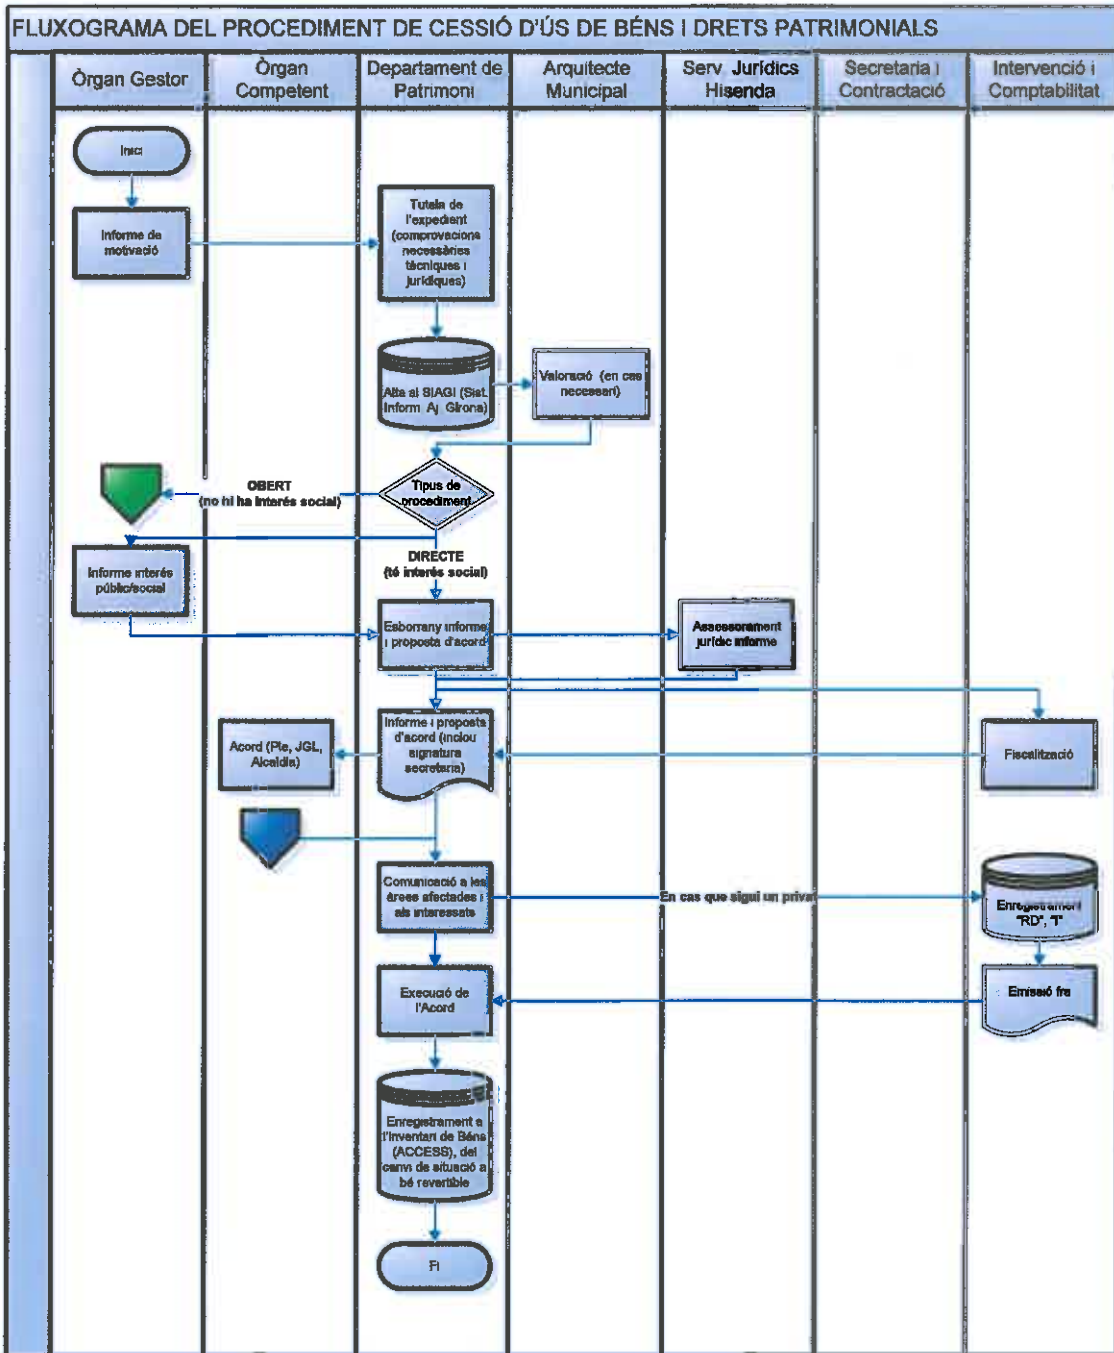 FLUXOGRAMA DEL PROCEDIMENT DE CESSIÓ D'ÚS DE BÉNS I DRETS PATRIMONIALS
Òrgan Gestor
Òrgan
Competent
Departament de
Patrimoni
Arquitecte
Municipal
Serv. Jurídics
Hisenda
Secretaria i
Contractació
Intervenció i
Comptabilitat
Inici
Informe de
motivació
Tutela de
l'expedient
(comprovacions
necessàries
tècniques i
jurídiques)
Alta al SIAGI (Sist.
Inform. Aj. Girona)
Valoració (en cas
necessari)
Tipus de
procediment
OBERT
(no hi ha interés social)
DIRECTE
(té interés social)
Informe interés
públic/social
Esborrany informe
i proposta d'acord
Assessorament
jurídic informe
Informe i proposta
d'acord (inclou
signatura
secretaria)
Acord (Ple, JGL,
Alcaldia)
Fiscalització
Comunicació a les
àrees afectades i
als interessats
En cas que sigui un privat
Enregistrament
"RD", "I"
Execució de
l'Acord
Emissió fra
Enregistrament a
l'Inventari de Béns
(ACCESS), del
canvi de situació a
bé revertible
Fi